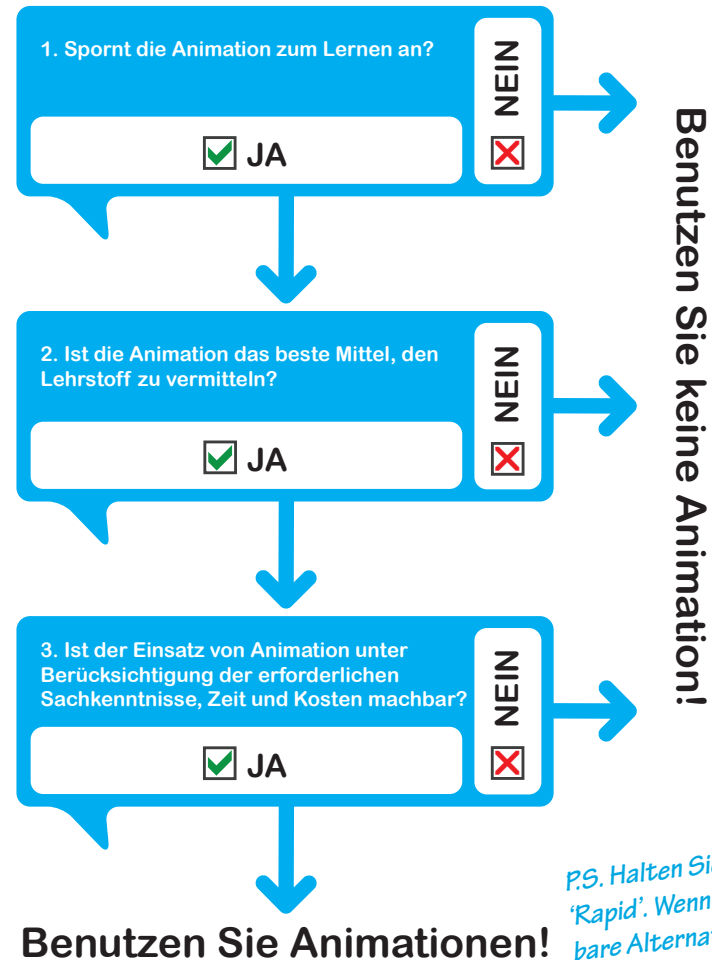 1. Spornt die Animation zum Lernen an?
NEIN
JA
2. Ist die Animation das beste Mittel, den
Lehrstoff zu vermitteln?
NEIN
JA
3. Ist der Einsatz von Animation unter
Berücksichtigung der erforderlichen
Sachkenntnisse, Zeit und Kosten machbar?
NEIN
JA
Benutzen Sie keine Animation!
Benutzen Sie Animationen!
P.S. Halten
'Rapid'. Wenn
bare